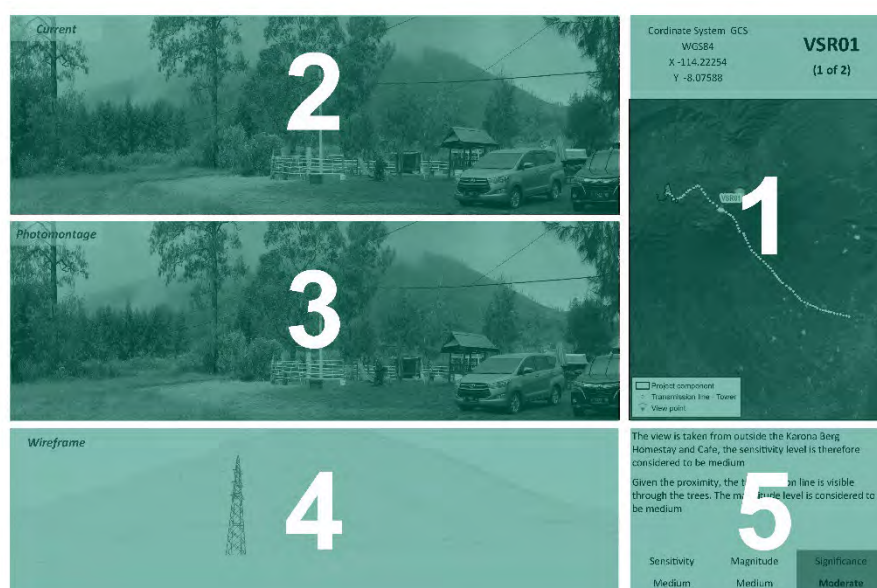 Current
2
Cordinate System GCS
WGS84
X -114.22254
Y -8.07588
VSR01
(1 of 2)
VSR01
1
Photomontage
3
Project component
Transmission line - Tower
View point
Wireframe
4
The view is taken from outside the Karona Berg
Homestay and Cafe, the sensitivity level is therefore
considered to be medium
Given the proximity, the on line is visible
through the trees. The magnitude level is considered to
be medium
5
Sensitivity Magnitude Significance
Medium Medium Moderate